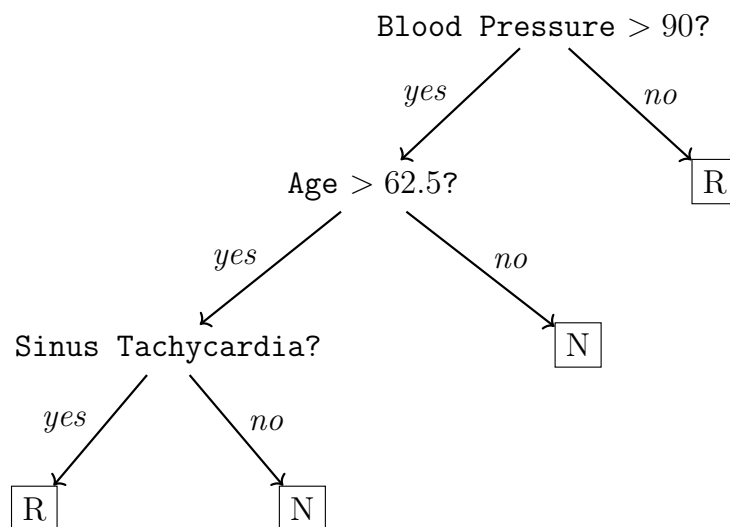 Blood Pressure > 90?
yes
no
Age > 62.5?
R
yes
no
Sinus Tachycardia?
N
yes
no
R
N